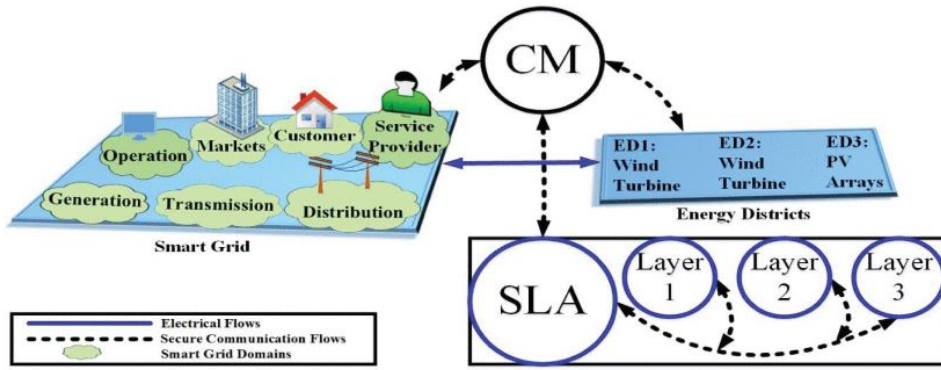 CM
Operation
Markets
Customer
Service
Provider
Generation
Transmission
Distribution
Smart Grid
ED1:
Wind
Turbine
ED2:
Wind
Turbine
ED3:
PV
Arrays
Energy Districts
SLA
Layer
1
Layer
2
Layer
3
Electrical Flows
Secure Communication Flows
Smart Grid Domains